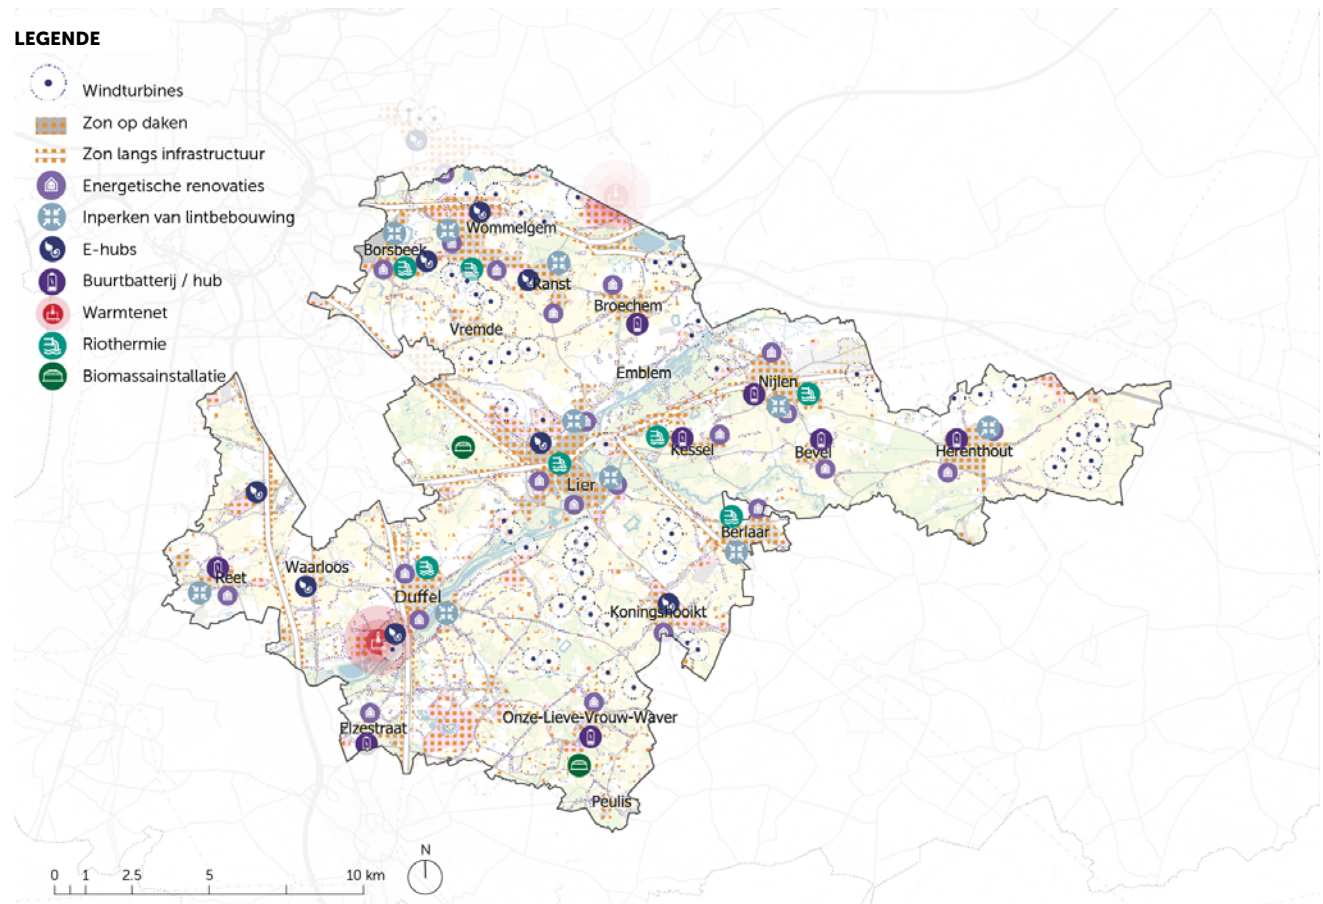 LEGENDE
Windturbines
Zon op daken
Zon langs infrastructuur
Energetische renovaties
Inperken van lintbebouwing
E-hubs
Buurtbatterij / hub
Warmtenet
Riothermie
Biomassainstallatie
Wommelgem
Borsbeek
Ranst
Broechem
Vremde
Emblem
Nijlen
Kessel
Bevel
Herenthout
Lier
Berlaar
Waarloos
Reet
Duffel
Koningshooikt
Onze-Lieve-Vrouw-Waver
Elzestraat
Peulis
0 1 2.5 5 10 km
N